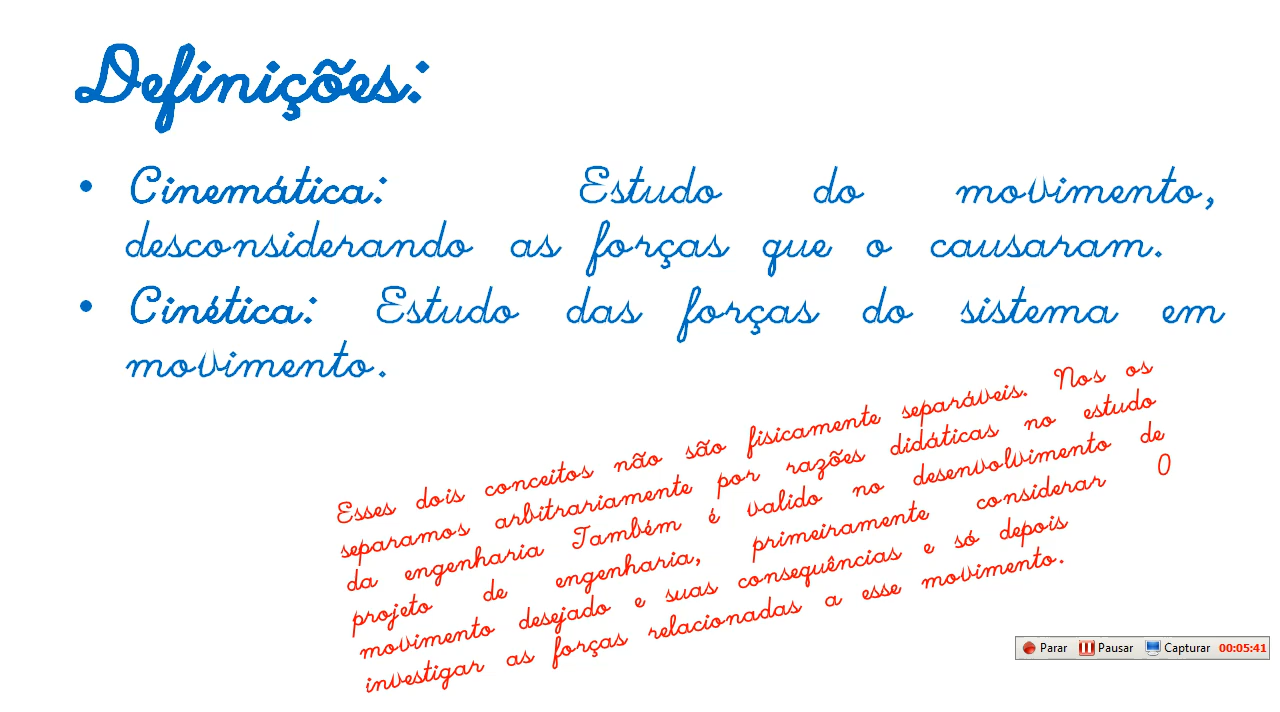 Definições:
• Cinemática: Estudo do movimento,
desconsiderando as forças que o causaram.
• Cinética: Estudo das forças do sistema em
movimento.
Esses dois conceitos não são fisicamente separáveis. Nos os
separamos arbitrariamente por razões didáticas no estudo
da engenharia Também é valido no desenvolvimento de
projeto de engenharia, primeiramente considerar O
movimento desejado e suas consequências e só depois
investigar as forças relacionadas a esse movimento.
Parar Pausar Capturar 00:05:41